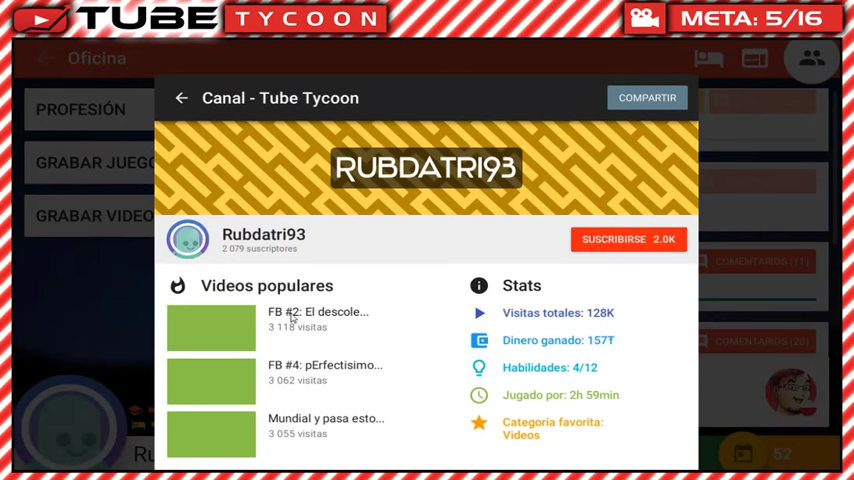 TUBE TYCOON
META: 5/16
Oficina
Canal - Tube Tycoon
COMPARTIR
PROFESIÓN
GRABAR JUEGO
GRABAR VIDEO
RUBDATRI93
Rubdatri93
2 079 suscriptores
SUSCRIBIRSE 2.0K
COMENTARIOS (11)
COMENTARIOS (20)
Videos populares
FB #2: El descole...
3 118 visitas
FB #4: pErfectisimo...
3 062 visitas
Mundial y pasa esto...
3 055 visitas
Stats
Visitas totales: 128K
Dinero ganado: 157Ŧ
Habilidades: 4/12
Jugado por: 2h 59min
Categoría favorita:
Videos
Ru
52